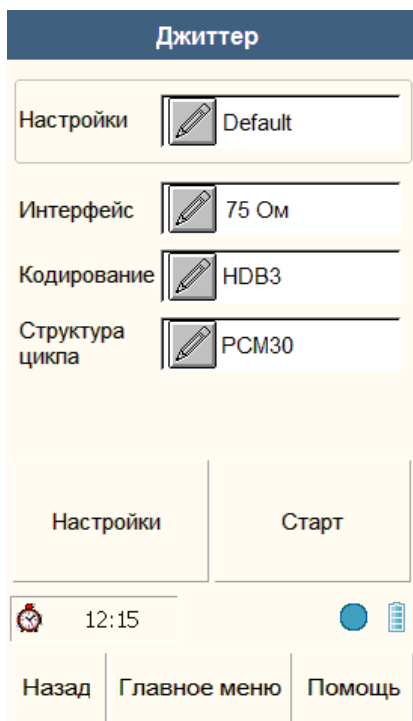 Джиттер
Настройки Default
Интерфейс 75 Ом
Кодирование HDB3
Структура
цикла PCM30
Настройки Старт
12:15
Назад Главное меню Помощь